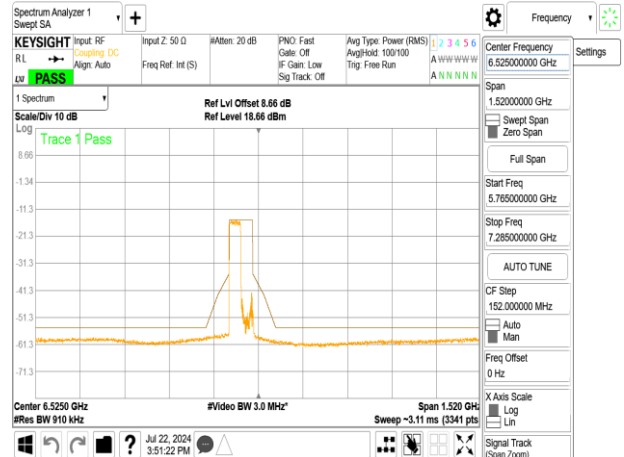 Spectrum Analyzer 1
Swept SA
KEYSIGHT
RL
PASS
Input: RF
Coupling: DC
Align: Auto
Input Z: 50 Ω
Freq Ref: Int (S)
#Atten: 20 dB
PNO: Fast
Gate: Off
IF Gain: Low
Sig Track: Off
Avg Type: Power (RMS)
Avg|Hold: 100/100
Trig: Free Run
1 2 3 4 5 6
A W W W W W
A N N N N N
1 Spectrum
Scale/Div 10 dB
Ref Lvl Offset 8.66 dB
Ref Level 18.66 dBm
Log
Trace 1 Pass
8.66
-1.34
-11.3
-21.3
-31.3
-41.3
-51.3
-61.3
-71.3
Center 6.5250 GHz
#Res BW 910 kHz
#Video BW 3.0 MHz*
Span 1.520 GHz
Sweep ~3.11 ms (3341 pts
Jul 22, 2024
3:51:22 PM
Frequency
Settings
Center Frequency
6.525000000 GHz
Span
1.52000000 GHz
Swept Span
Zero Span
Full Span
Start Freq
5.765000000 GHz
Stop Freq
7.285000000 GHz
AUTO TUNE
CF Step
152.000000 MHz
Auto
Man
Freq Offset
0 Hz
X Axis Scale
Log
Lin
Signal Track
(Span Zoom)